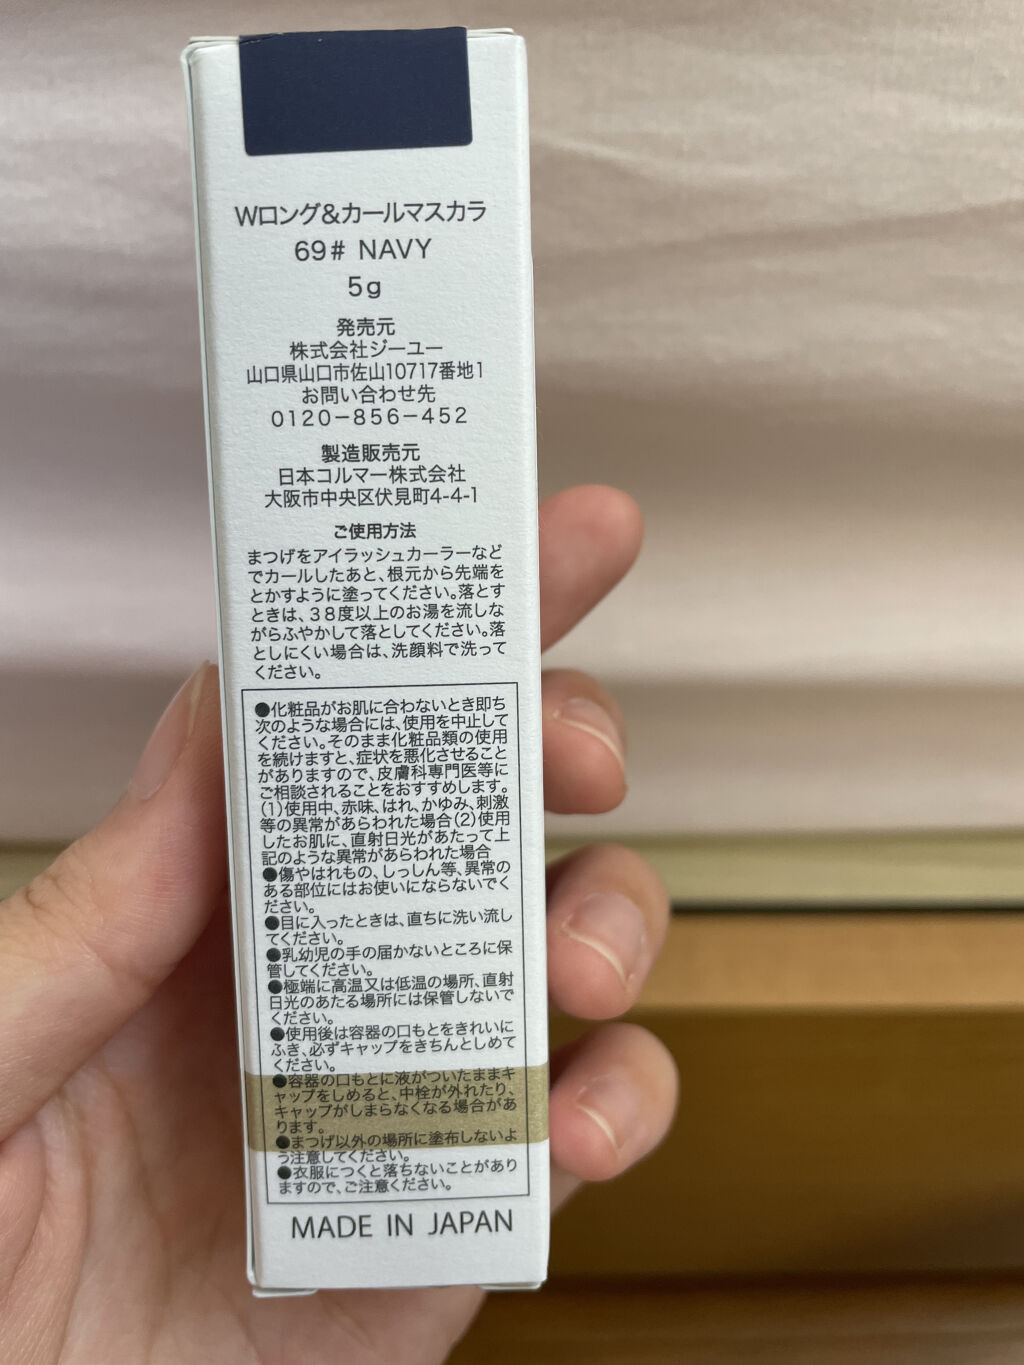 Wロング&カールマスカラ
69# NAVY
5g
発売元
株式会社ジーユー
山口県山口市佐山10717番地1
お問い合わせ先
0120-856-452
製造販売元
日本コルマー株式会社
大阪市中央区伏見町4-4-1
ご使用方法
まつげをアイラッシュカーラーなど
でカールしたあと、根元から先端を
とかすように塗ってください。落とす
ときは、38度以上のお湯を流しな
がらふやかして落としてください。落
としにくい場合は、洗顔料で洗って
ください。
●化粧品がお肌に合わないとき即ち
次のような場合には、使用を中止して
ください。そのまま化粧品類の使用
を続けますと、症状を悪化させること
がありますので、皮膚科専門医等に
ご相談されることをおすすめします。
(1)使用中、赤味、はれ、かゆみ、刺激
等の異常があらわれた場合(2)使用
したお肌に、直射日光があたって上
記のような異常があらわれた場合
●傷やはれもの、しっしん等、異常の
ある部位にはお使いにならないでく
ださい。
●目に入ったときは、直ちに洗い流し
てください。
●乳幼児の手の届かないところに保
管してください。
●極端に高温又は低温の場所、直射
日光のあたる場所には保管しないで
ください。
●使用後は容器の口もとをきれいに
ふき、必ずキャップをきちんとしめて
ください。
●容器の口もとに液がついたままキ
ャップをしめると、中栓が外れたり、
キャップがしまらなくなる場合があ
ります。
●まつげ以外の場所に塗布しないよ
う注意してください。
●衣服につくと落ちないことがあり
ますので、ご注意ください。
MADE IN JAPAN